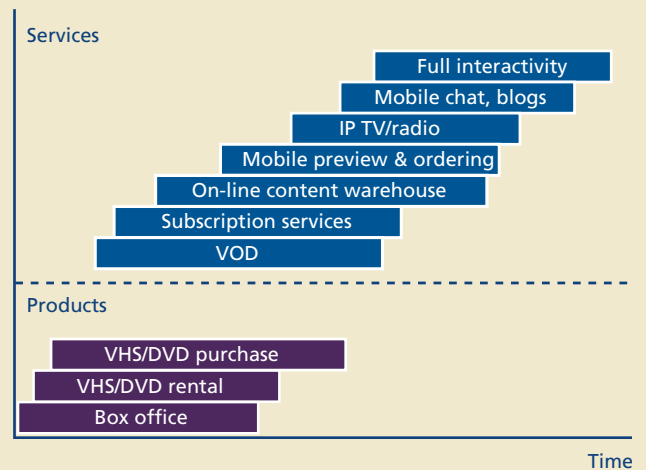 Services
Full interactivity
Mobile chat, blogs
IP TV/radio
Mobile preview & ordering
On-line content warehouse
Subscription services
VOD
Products
VHS/DVD purchase
VHS/DVD rental
Box office
Time